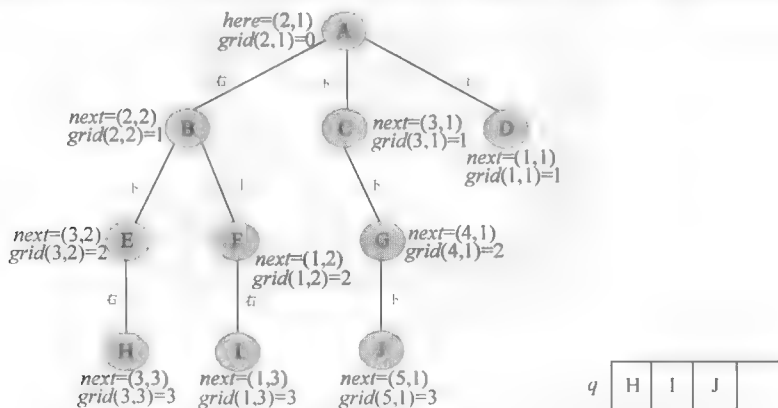 here=(2,1)
grid(2,1)=0
A
右
next=(2,2)
grid(2,2)=1
B
C
next=(3,1)
grid(3,1)=1
D
next=(1,1)
grid(1,1)=1
next=(3,2)
grid(3,2)=2
E
F
next=(1,2)
grid(1,2)=2
G
next=(4,1)
grid(4,1)=2
右
H
next=(3,3)
grid(3,3)=3
I
next=(1,3)
grid(1,3)=3
J
next=(5,1)
grid(5,1)=3
q H I J